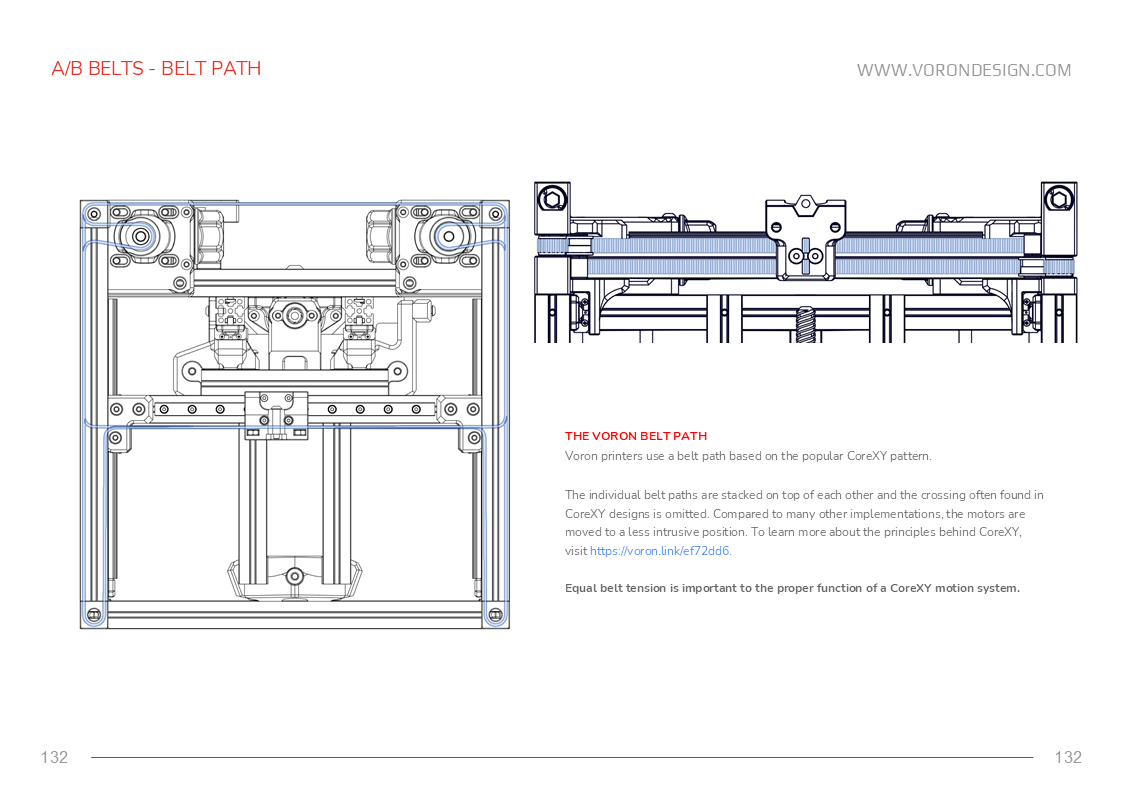 A/B BELTS - BELT PATH
WWW.VORONDESIGN.COM
THE VORON BELT PATH
Voron printers use a belt path based on the popular CoreXY pattern.
The individual belt paths are stacked on top of each other and the crossing often found in
CoreXY designs is omitted. Compared to many other implementations, the motors are
moved to a less intrusive position. To learn more about the principles behind CoreXY,
visit https://voron.link/ef72dd6.
Equal belt tension is important to the proper function of a CoreXY motion system.
132
132